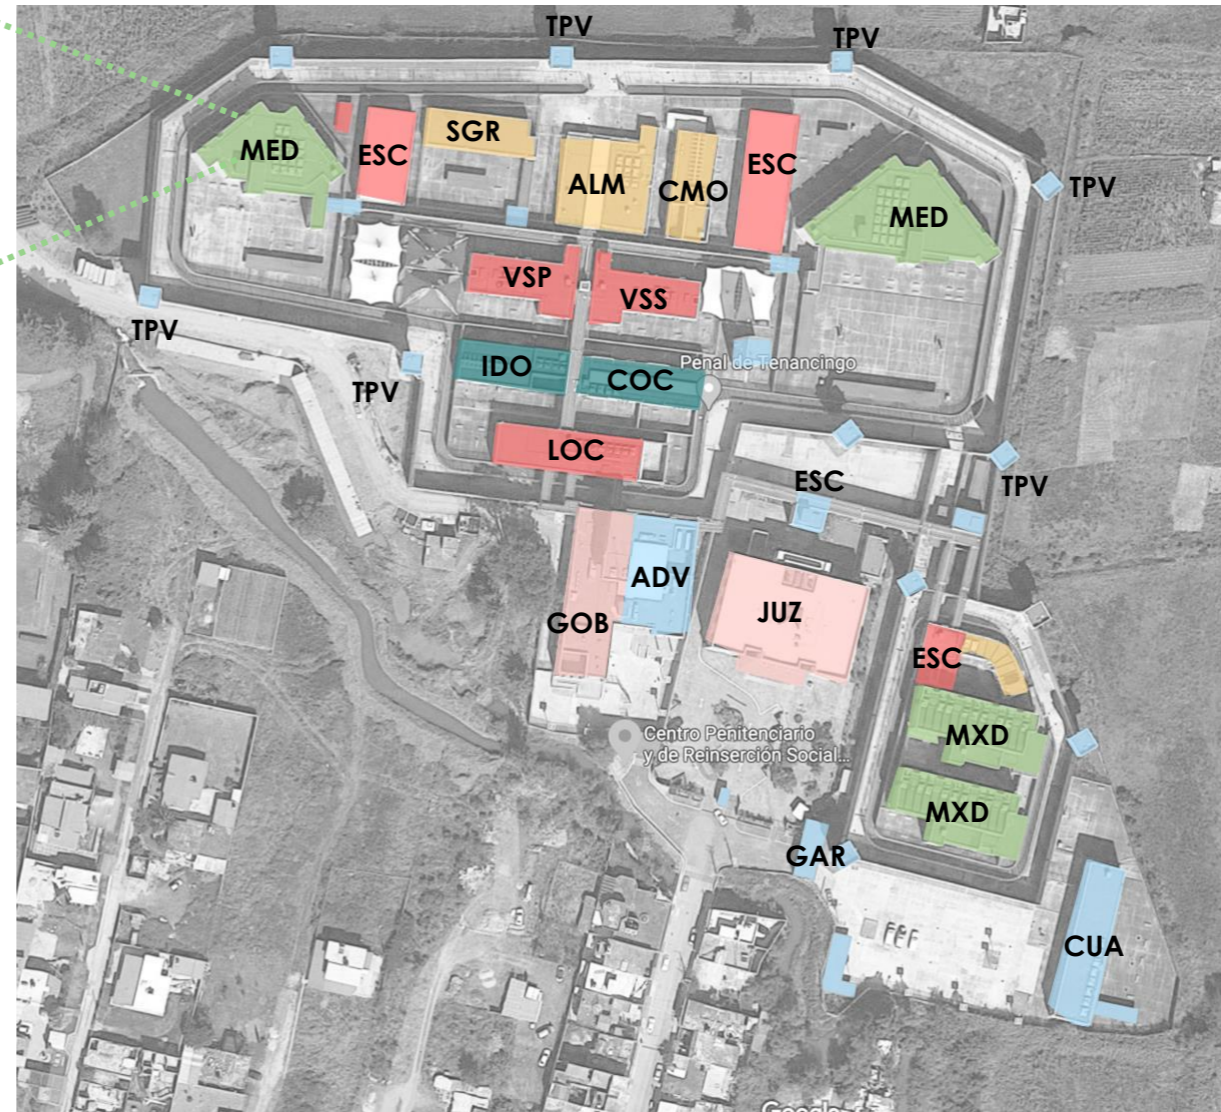 TPV
TPV
TPV
SGR
MED
ESC
ALM
CMO
ESC
TPV
MED
VSP
VSS
TPV
IDO
COC
Penal de Tenancingo
TPV
LOC
ESC
TPV
ADV
GOB
JUZ
ESC
Centro Penitenciario
y de Reinserción Social...
MXD
MXD
GAR
CUA
Google